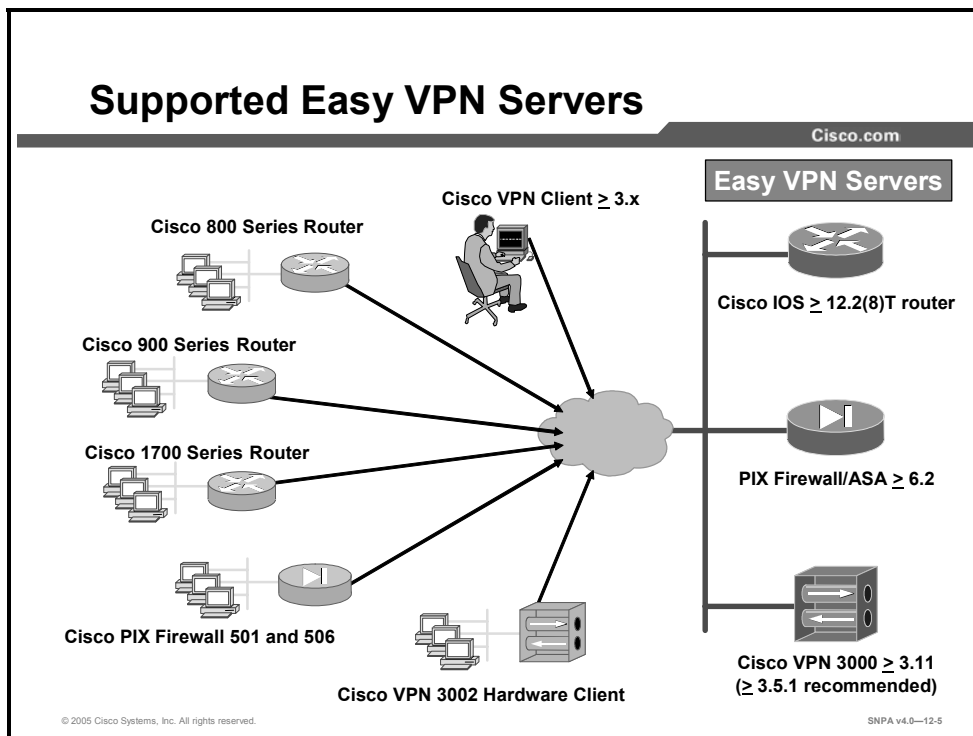 Supported Easy VPN Servers
Cisco.com
Easy VPN Servers
Cisco VPN Client ≥ 3.x
Cisco 800 Series Router
Cisco IOS ≥ 12.2(8)T router
Cisco 900 Series Router
Cisco 1700 Series Router
PIX Firewall/ASA ≥ 6.2
Cisco PIX Firewall 501 and 506
Cisco VPN 3002 Hardware Client
Cisco VPN 3000 ≥ 3.11
(≥ 3.5.1 recommended)
© 2005 Cisco Systems, Inc. All rights reserved.
SNPA v4.0—12-5